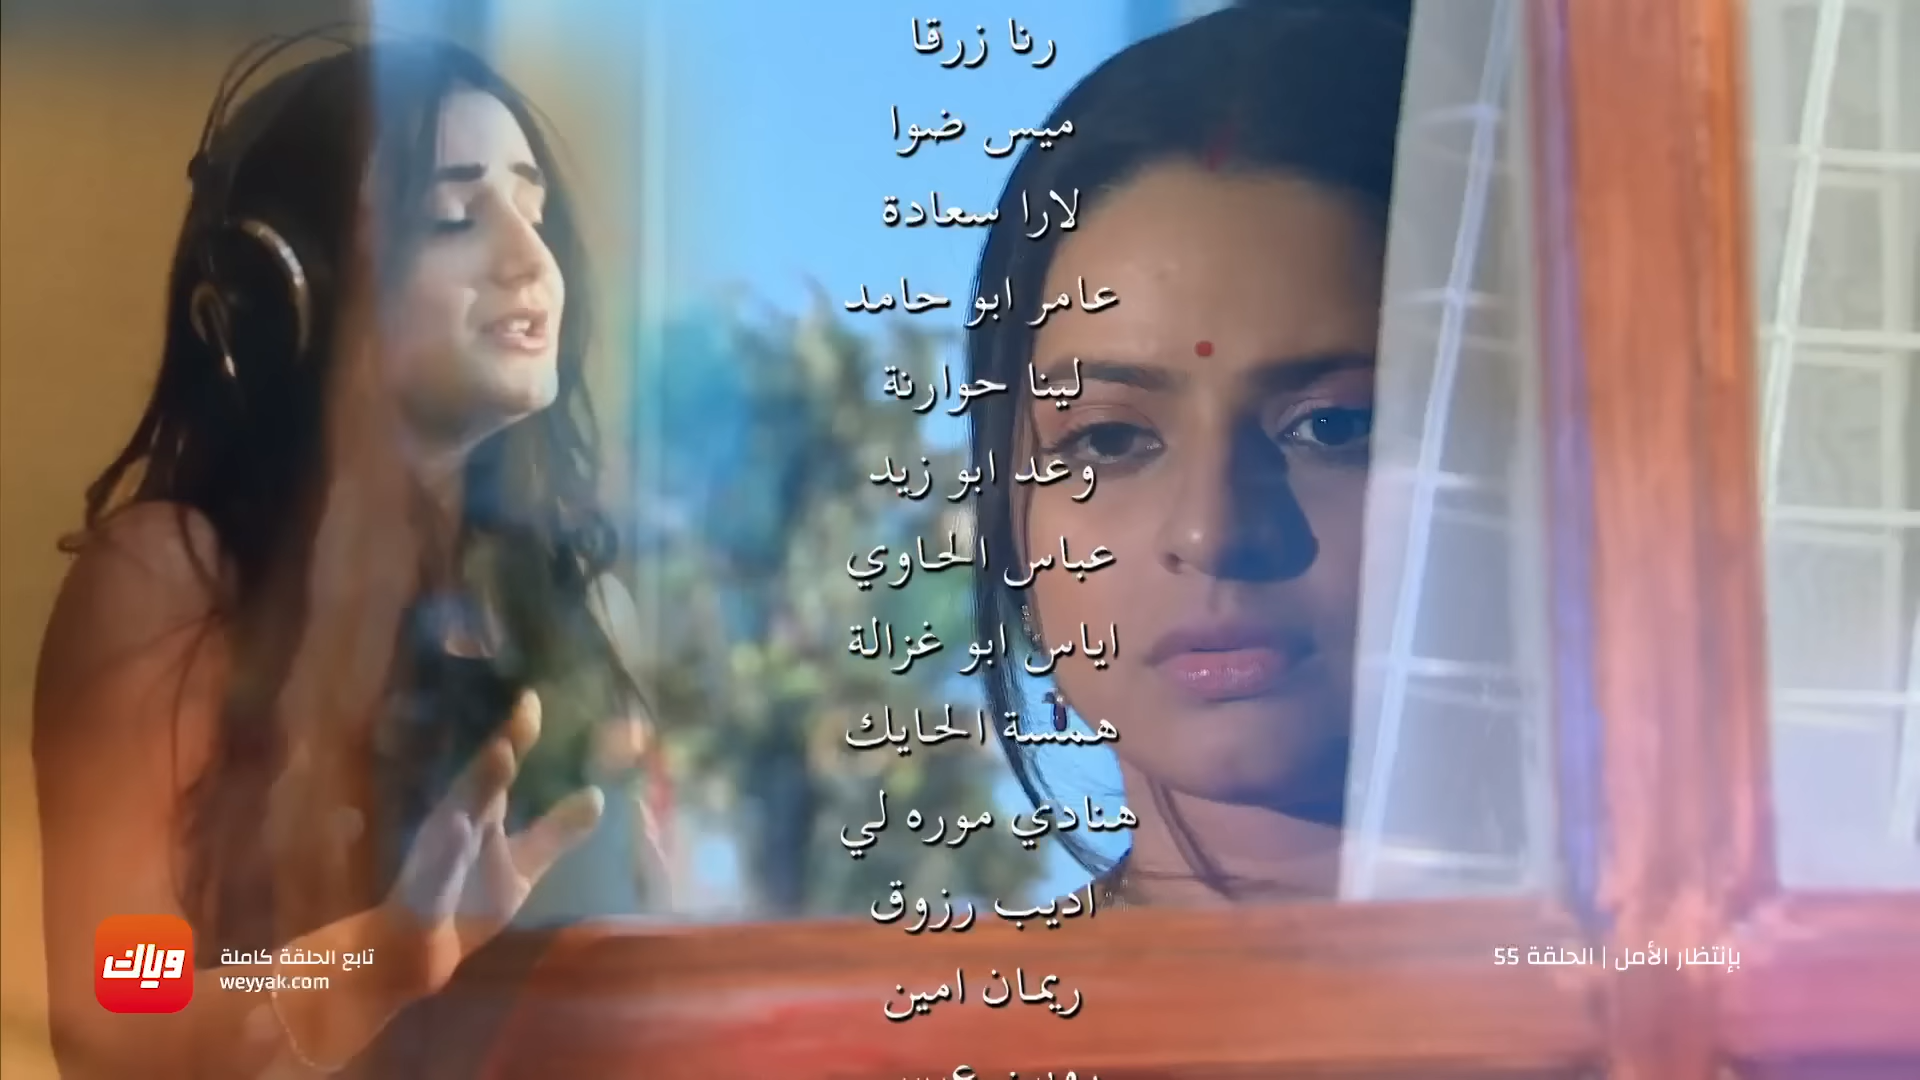 رنا زرقا
ميس ضوا
لارا سعادة
عامر ابو حامد
لينا حوارنة
وعد ابو زيد
عباس الحاوي
اياس ابو غزالة
همسة الحايك
هنادي موره لي
اديب رزوق
ريمان امين
وياك
تابع الحلقة كاملة
weyyak.com
بإنتظار الأمل | الحلقة 55